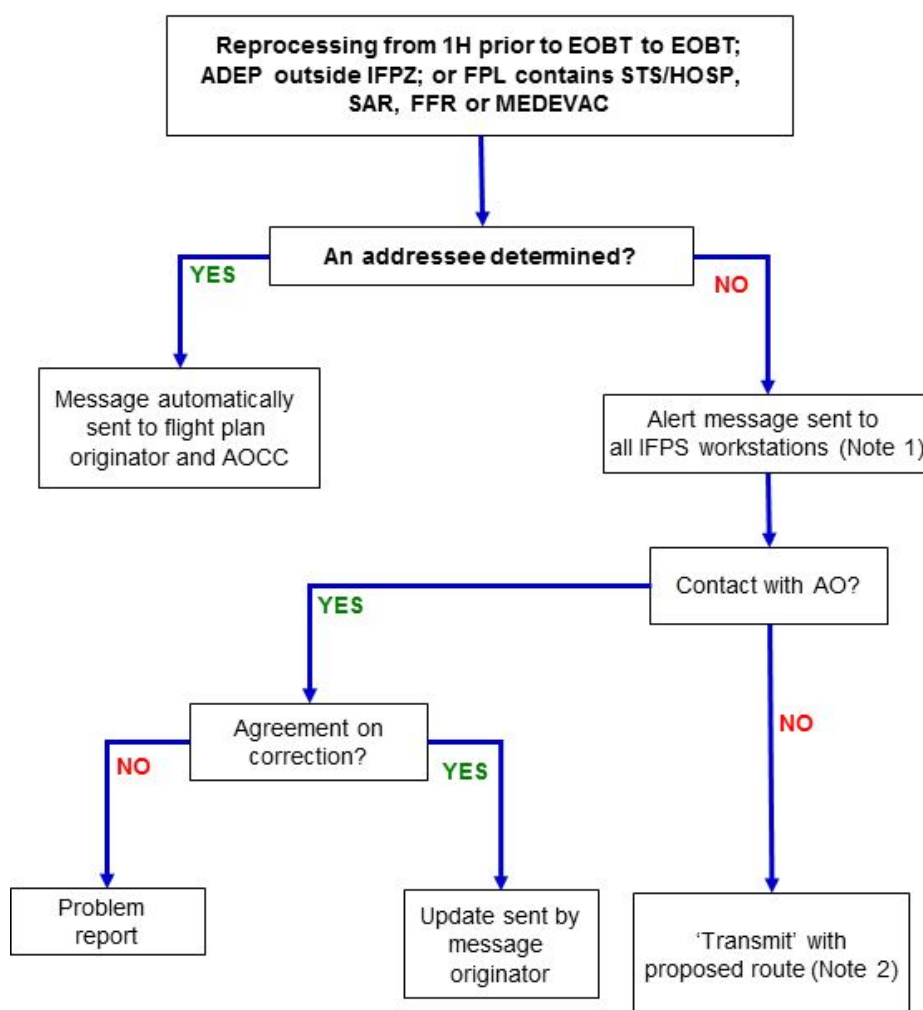 Reprocessing from 1H prior to EOBT to EOBT;
ADEP outside IFPZ; or FPL contains STS/HOSP,
SAR, FFR or MEDEVAC
An addressee determined?
YES
NO
Message automatically
sent to flight plan
originator and AOCC
Alert message sent to
all IFPS workstations (Note 1)
Contact with AO?
YES
NO
Agreement on
correction?
NO
YES
Problem
report
Update sent by
message
originator
‘Transmit’ with
proposed route (Note 2)